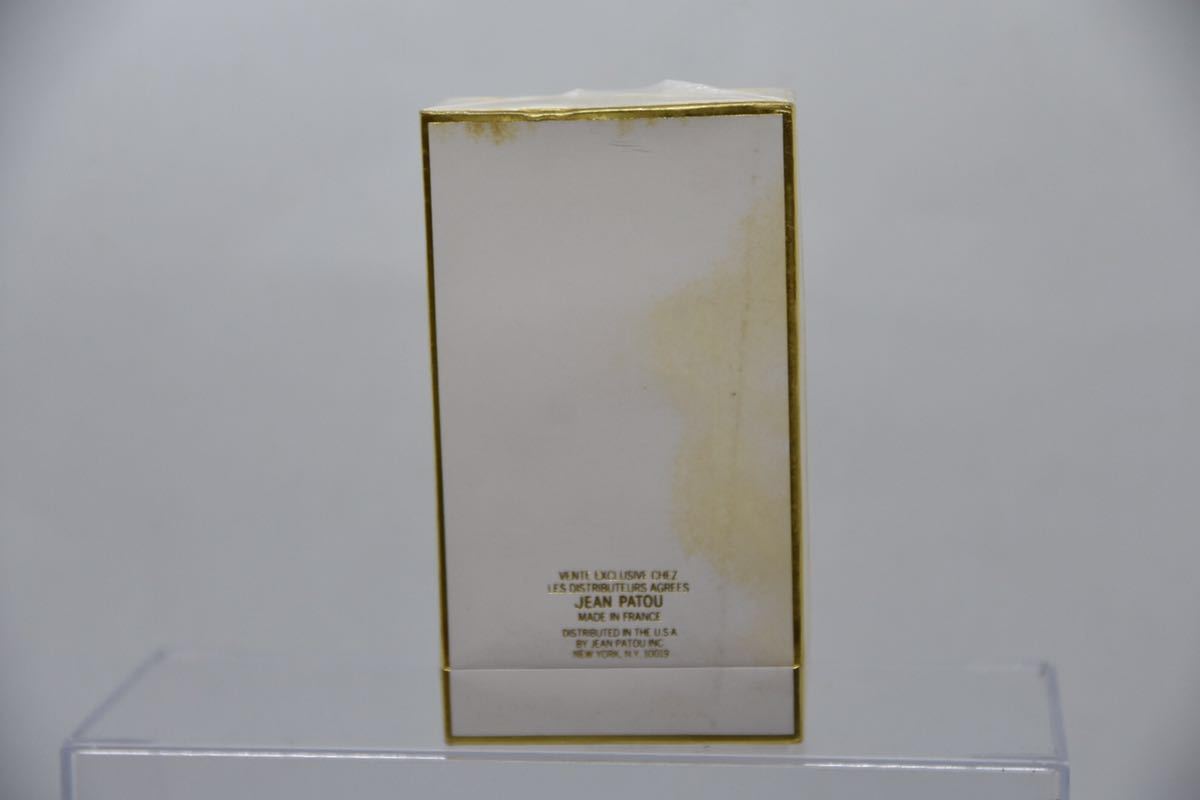 VENTE EXCLUSIVE CHEZ
LES DISTRIBUTEURS AGREES
JEAN PATOU
MADE IN FRANCE
DISTRIBUTED IN THE U.S.A.
BY JEAN PATOU INC.
NEW YORK, N.Y. 10019